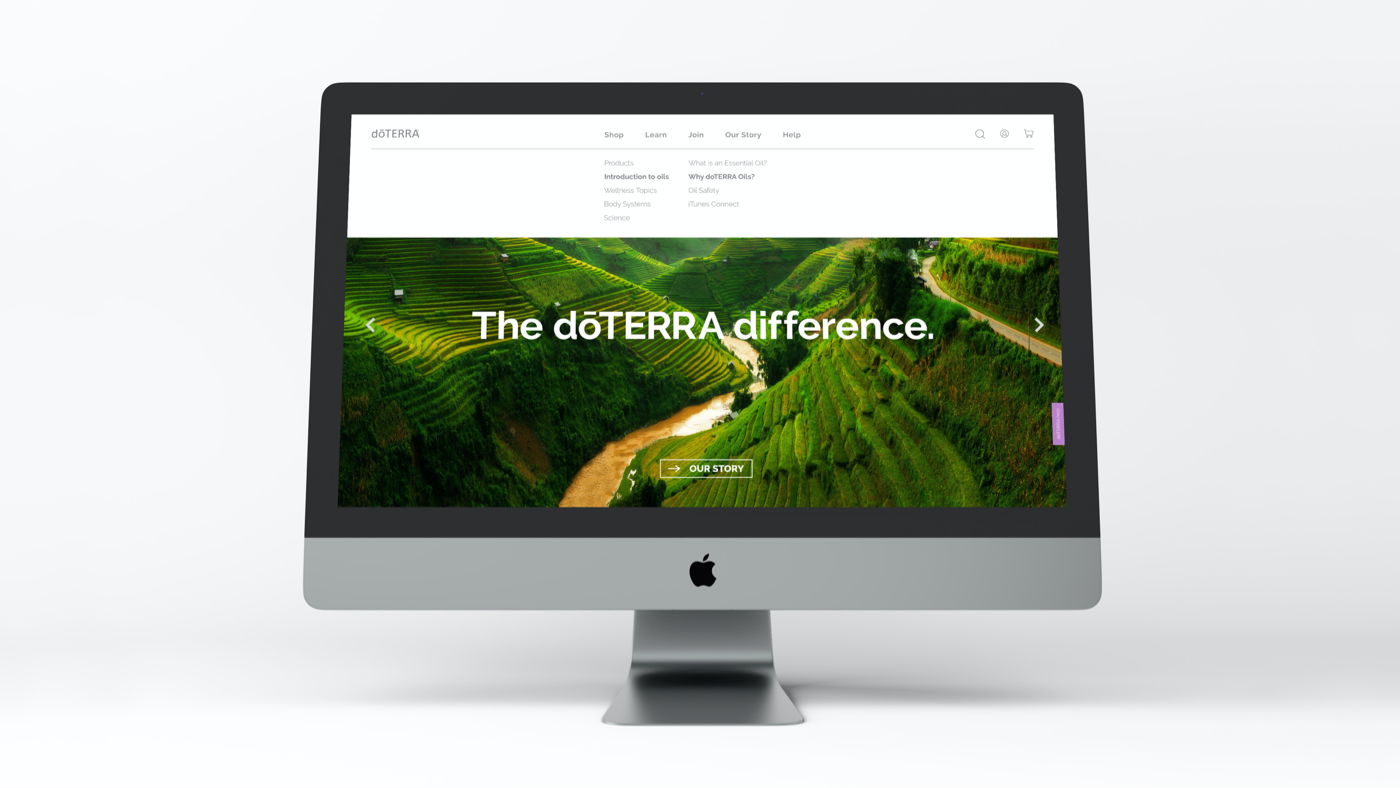 dōTERRA
Shop Learn Join Our Story Help
Products
Introduction to oils
Wellness Topics
Body Systems
Science
What is an Essential Oil?
Why doTERRA Oils?
Oil Safety
iTunes Connect
The dōTERRA difference.
OUR STORY